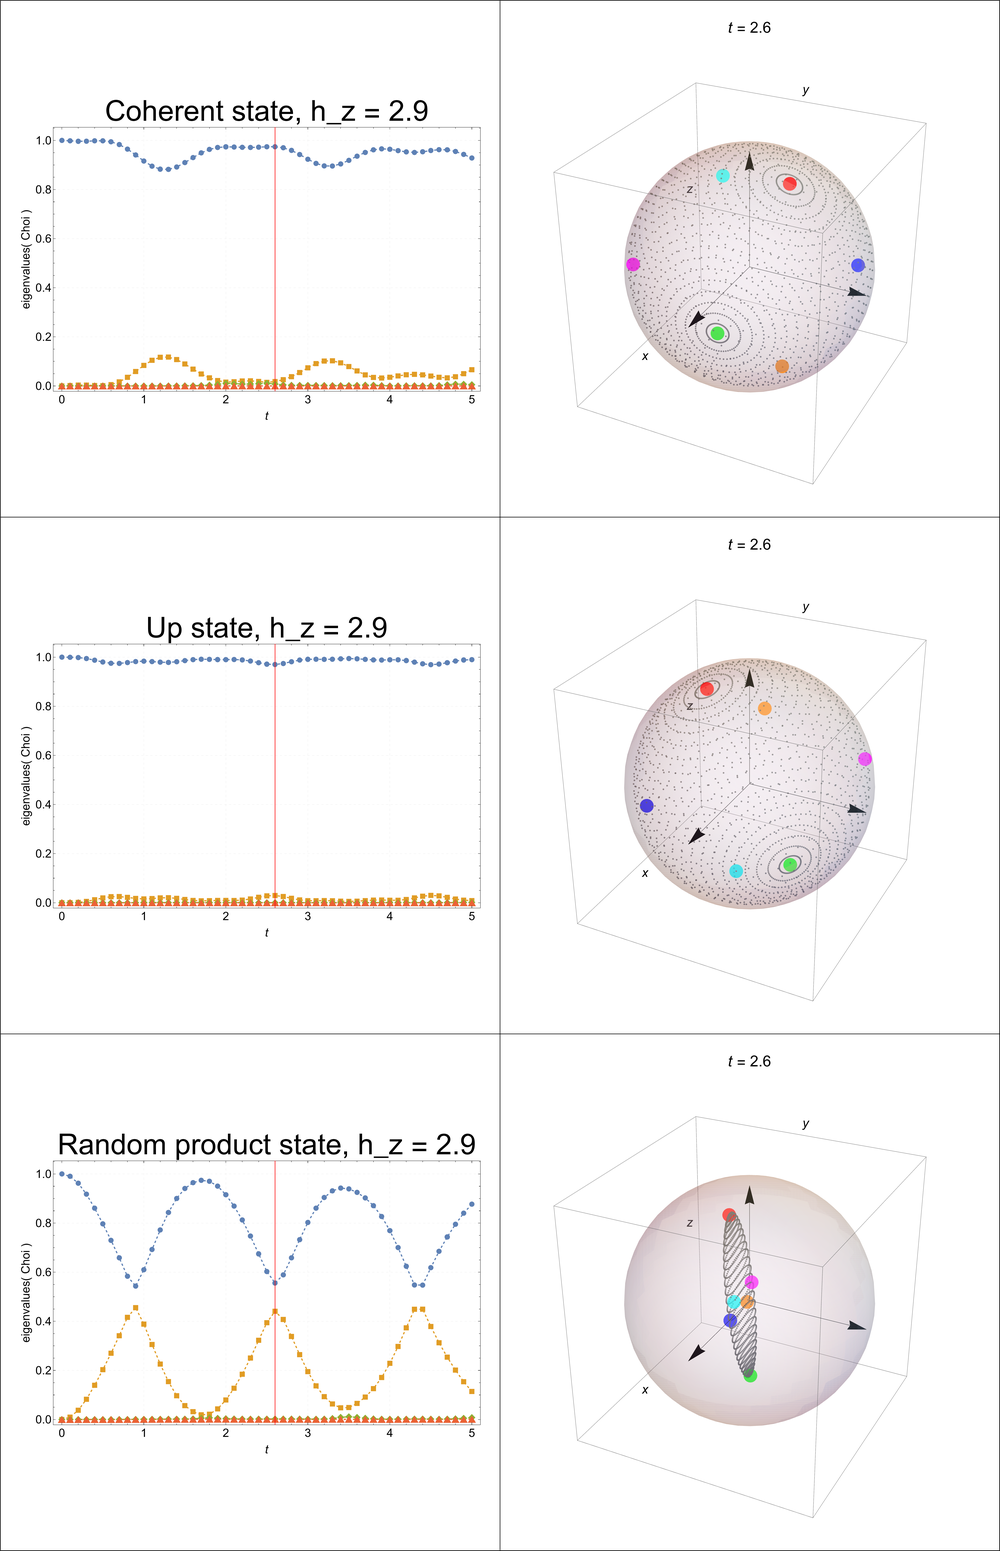 Coherent state, h_z = 2.9
eigenvalues( Choi )
1.0
0.8
0.6
0.4
0.2
0.0
0 1 2 3 4 5
t
t = 2.6
y
z
x
Up state, h_z = 2.9
eigenvalues( Choi )
1.0
0.8
0.6
0.4
0.2
0.0
0 1 2 3 4 5
t
t = 2.6
y
z
x
Random product state, h_z = 2.9
eigenvalues( Choi )
1.0
0.8
0.6
0.4
0.2
0.0
0 1 2 3 4 5
t
t = 2.6
y
z
x